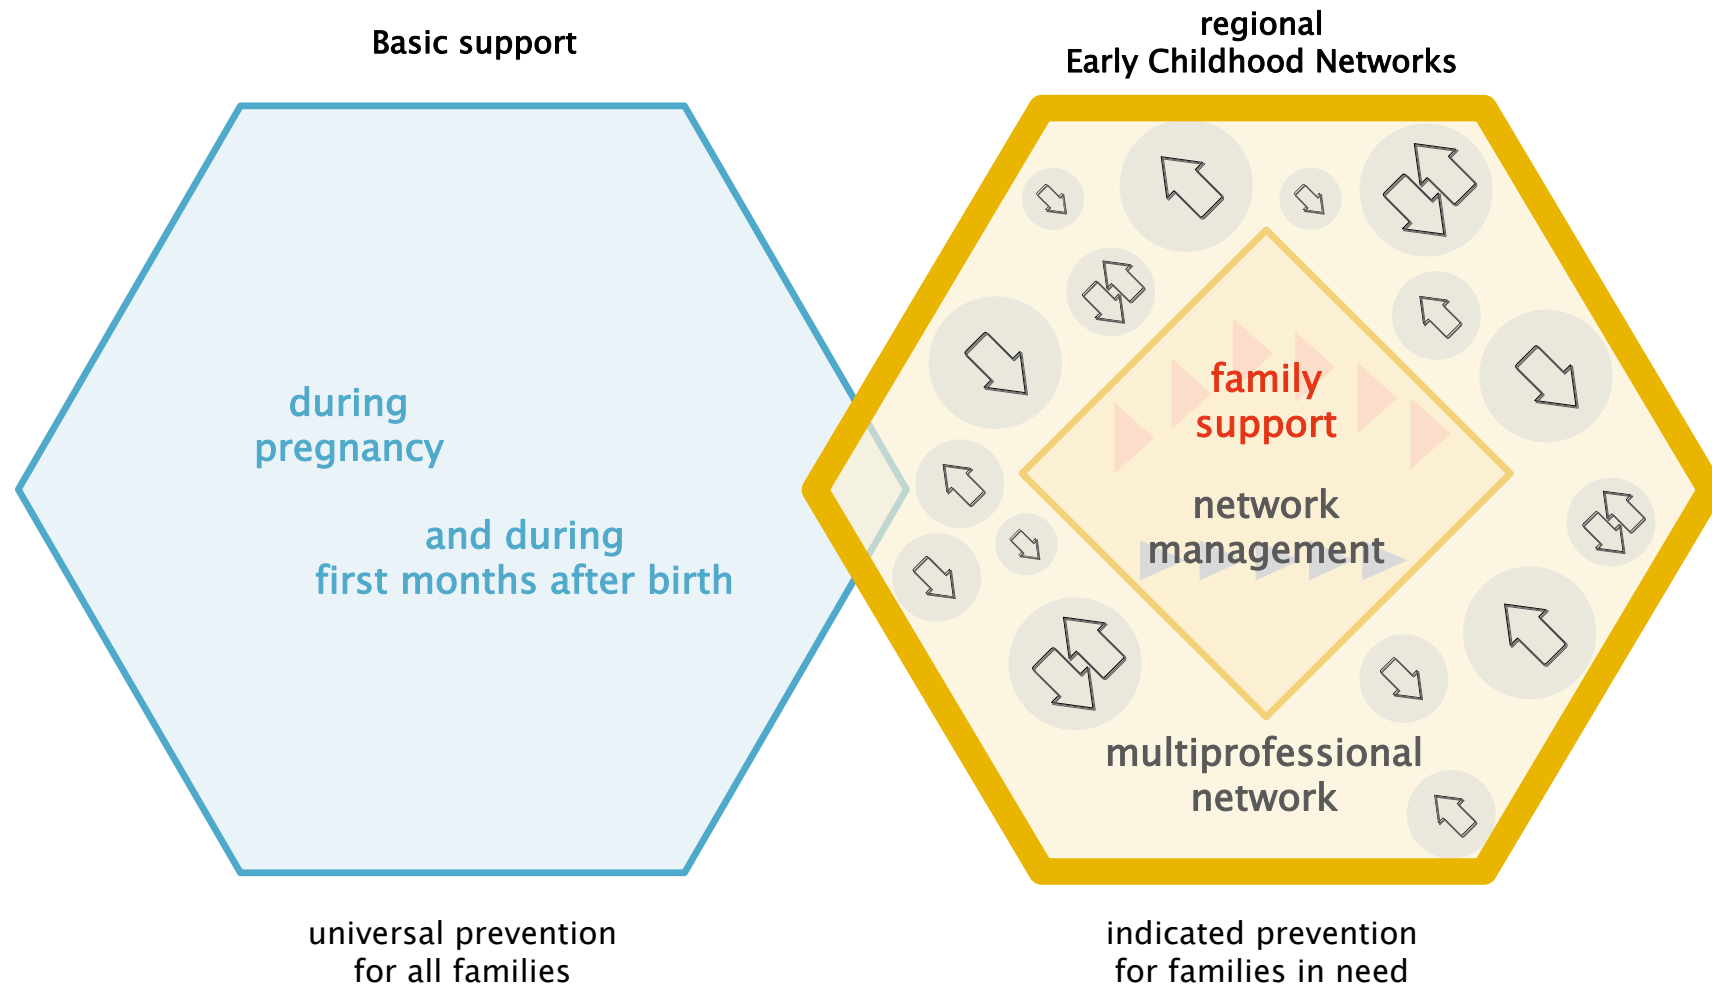 Basic support
regional
Early Childhood Networks
during
pregnancy
and during
first months after birth
family
support
network
management
multiprofessional
network
universal prevention
for all families
indicated prevention
for families in need